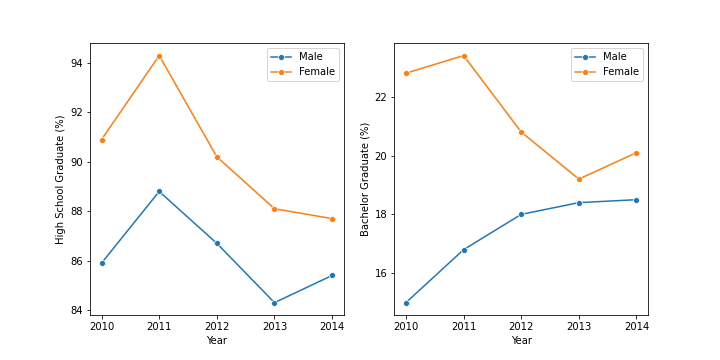 Male
Female
High School Graduate (%)
94
92
90
88
86
84
2010 2011 2012 2013 2014
Year
Male
Female
Bachelor Graduate (%)
22
20
18
16
2010 2011 2012 2013 2014
Year